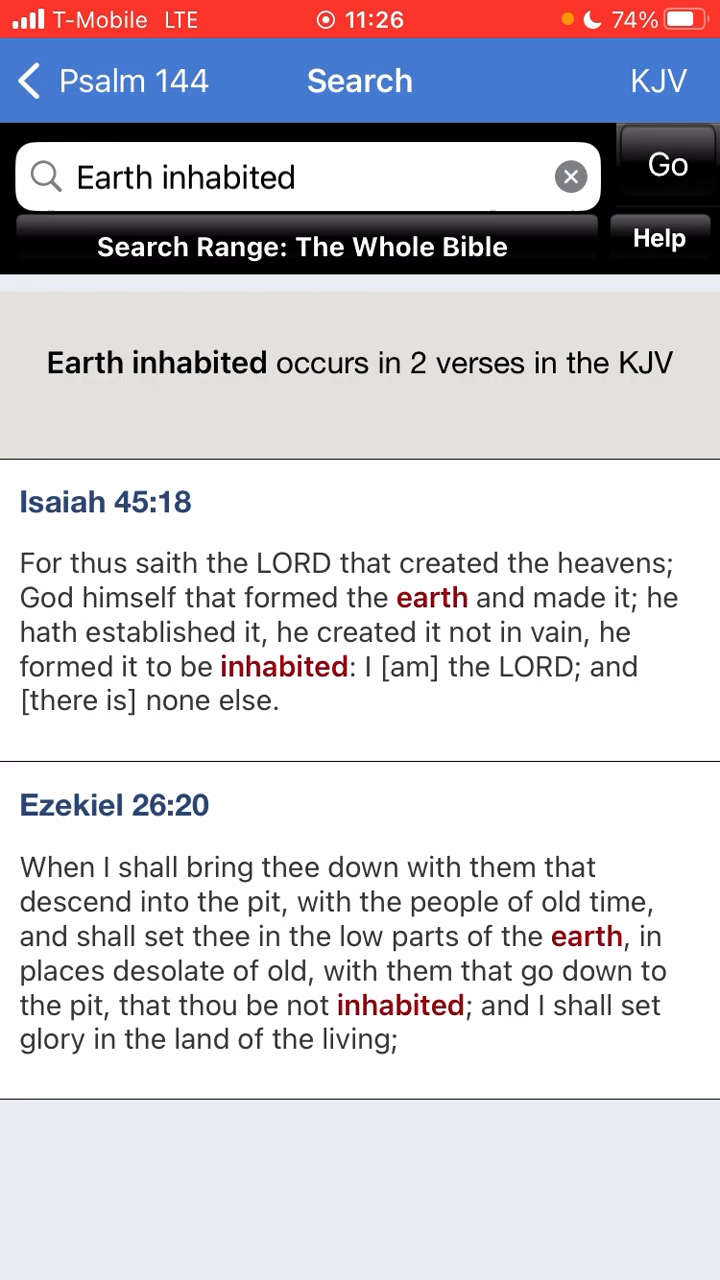 T-Mobile LTE 11:26 74%
Psalm 144 Search KJV
Earth inhabited Go
Search Range: The Whole Bible Help
Earth inhabited occurs in 2 verses in the KJV
Isaiah 45:18
For thus saith the LORD that created the heavens;
God himself that formed the earth and made it; he
hath established it, he created it not in vain, he
formed it to be inhabited: I [am] the LORD; and
[there is] none else.
Ezekiel 26:20
When I shall bring thee down with them that
descend into the pit, with the people of old time,
and shall set thee in the low parts of the earth, in
places desolate of old, with them that go down to
the pit, that thou be not inhabited; and I shall set
glory in the land of the living;